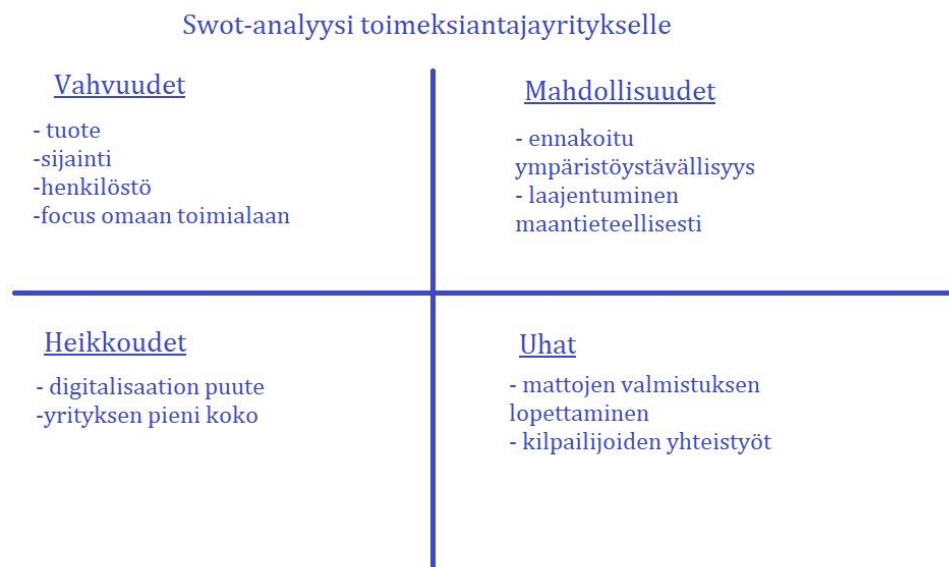 Swot-analyysi toimeksiantajayritykselle
Vahvuudet
- tuote
-sijainti
-henkilöstö
-focus omaan toimialaan
Mahdollisuudet
- ennakoitu
ympäristöystävällisyys
- laajentuminen
maantieteellisesti
Heikkoudet
- digitalisaation puute
-yrityksen pieni koko
Uhat
- mattojen valmistuksen
lopettaminen
- kilpailijoiden yhteistyöt